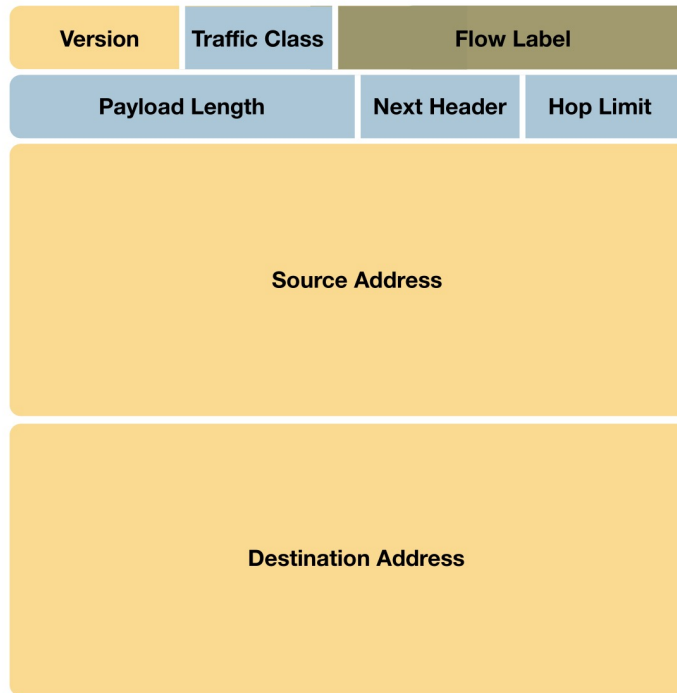 Version Traffic Class Flow Label
Payload Length Next Header Hop Limit
Source Address
Destination Address